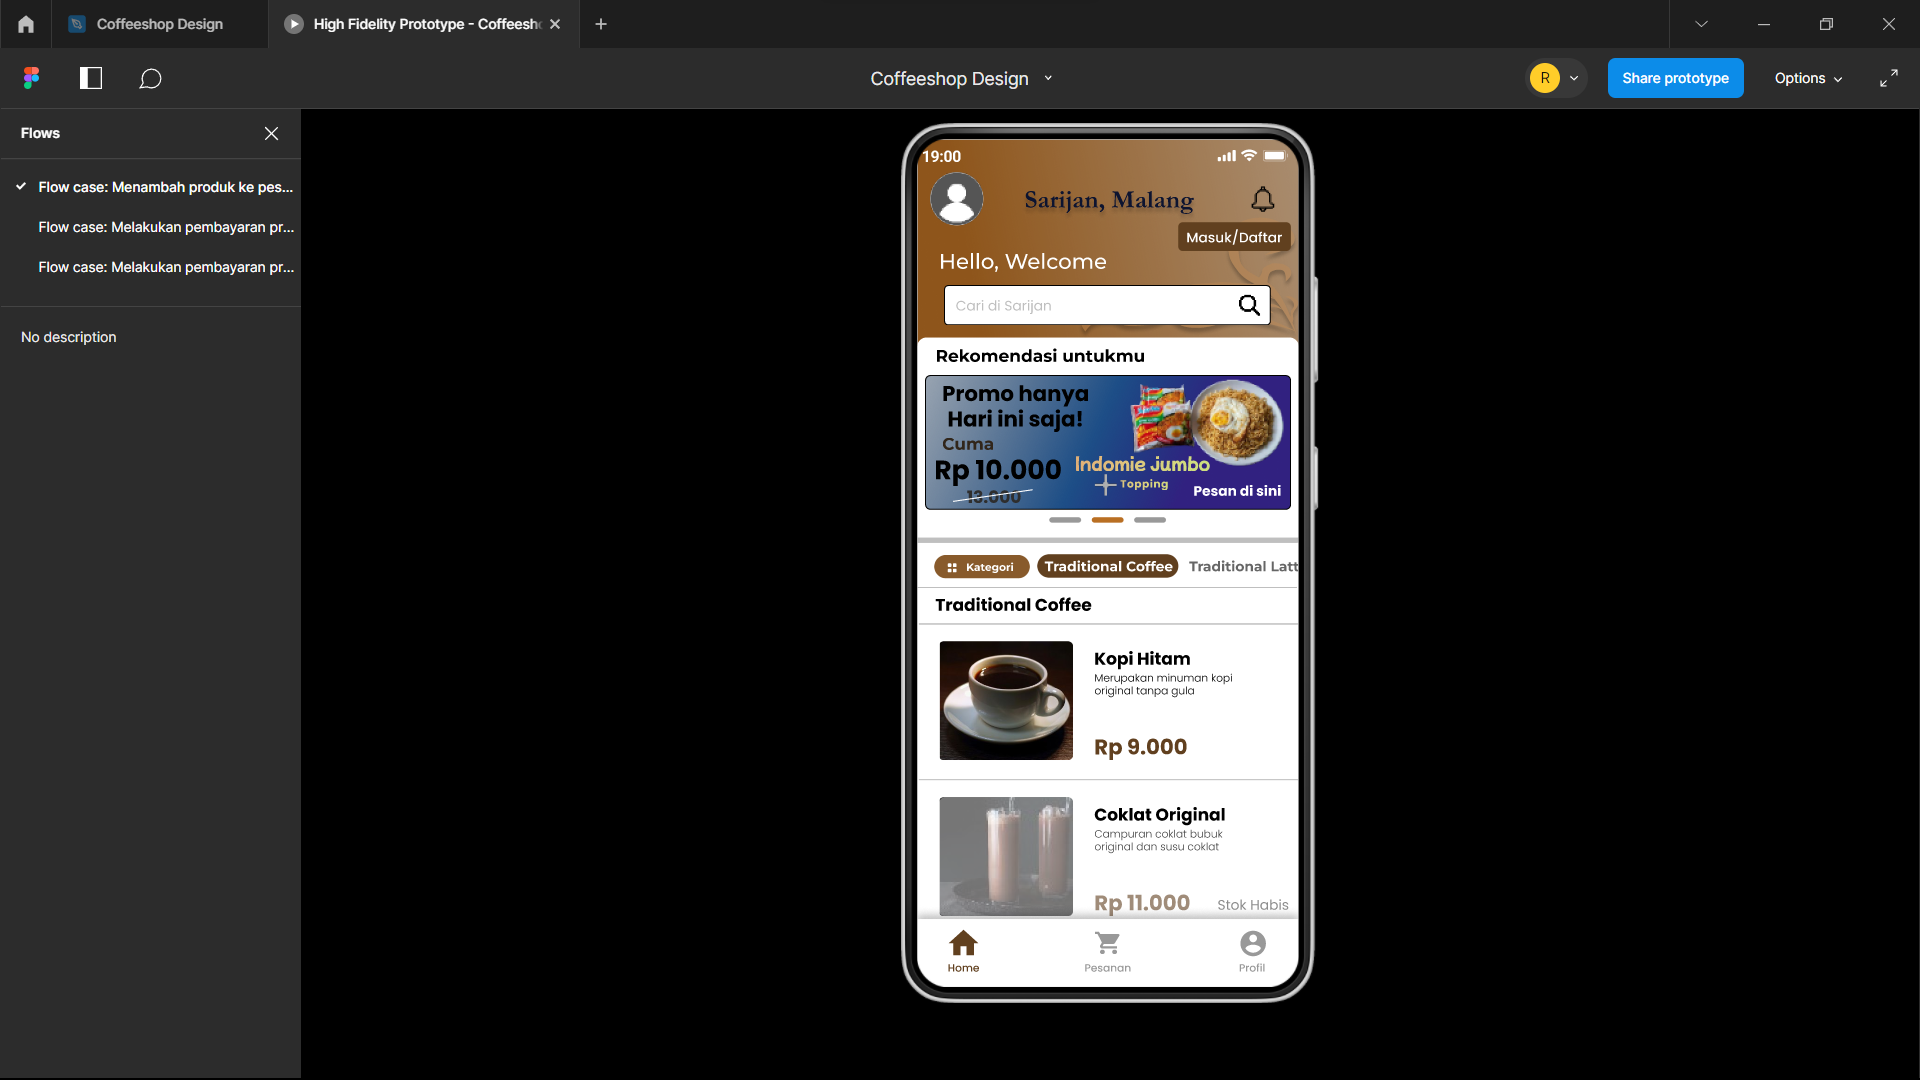 Coffeeshop Design
High Fidelity Prototype - Coffeesh
Coffeeshop Design
R
Share prototype
Options
Flows
Flow case: Menambah produk ke pes...
Flow case: Melakukan pembayaran pr...
Flow case: Melakukan pembayaran pr...
No description
19:00
Sarijan, Malang
Masuk/Daftar
Hello, Welcome
Cari di Sarijan
Rekomendasi untukmu
Promo hanya
Hari ini saja!
Cuma
Rp 10.000
13.000
Indomie Jumbo
Topping
Pesan di sini
Kategori
Traditional Coffee
Traditional Latt
Traditional Coffee
Kopi Hitam
Merupakan minuman kopi
original tanpa gula
Rp 9.000
Coklat Original
Campuran coklat bubuk
original dan susu coklat
Rp 11.000
Stok Habis
Home
Pesanan
Profil